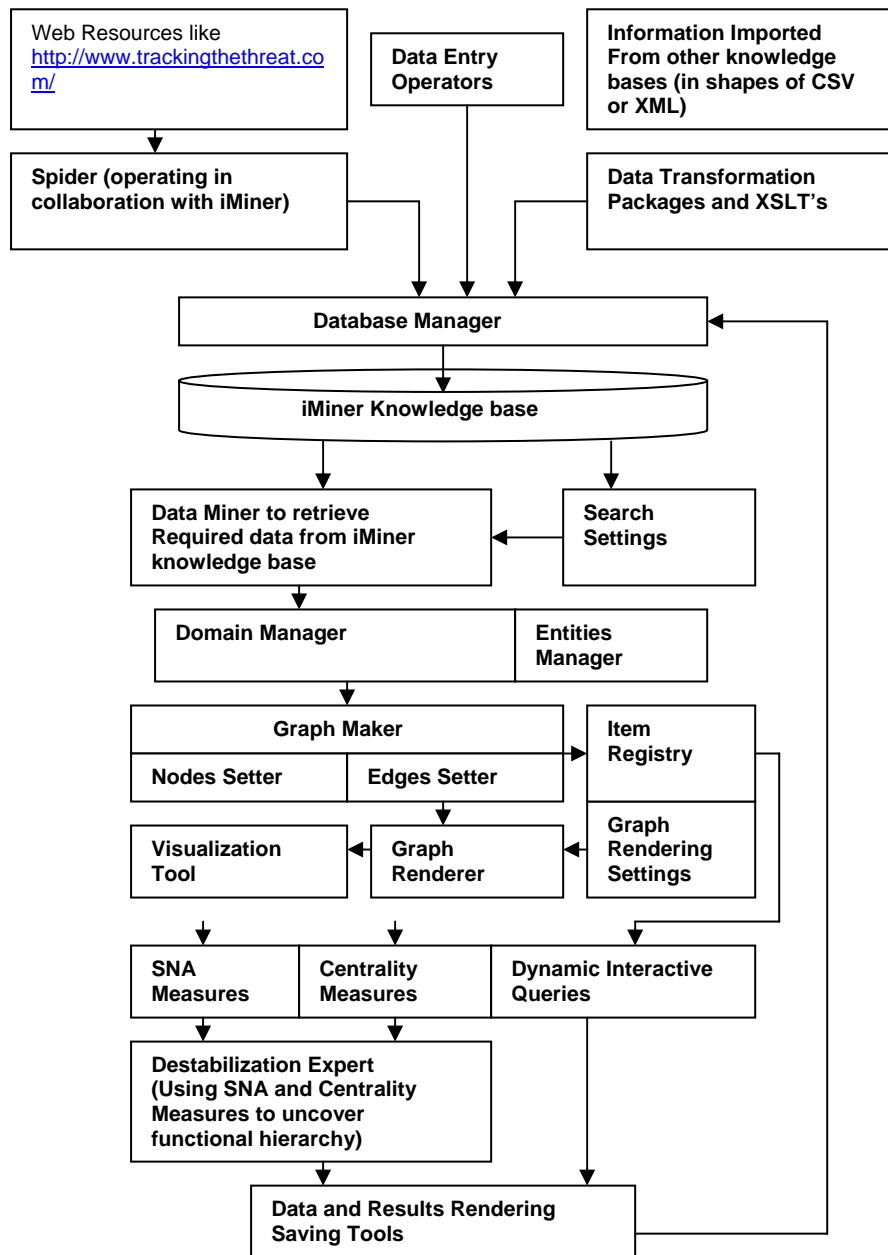 Web Resources like
http://www.trackingthethreat.co
m/
Data Entry
Operators
Information Imported
From other knowledge
bases (in shapes of CSV
or XML)
Spider (operating in
collaboration with iMiner)
Data Transformation
Packages and XSLT's
Database Manager
iMiner Knowledge base
Data Miner to retrieve
Required data from iMiner
knowledge base
Search
Settings
Domain Manager
Entities
Manager
Graph Maker
Item
Registry
Nodes Setter
Edges Setter
Visualization
Tool
Graph
Renderer
Graph
Rendering
Settings
SNA
Measures
Centrality
Measures
Dynamic Interactive
Queries
Destabilization Expert
(Using SNA and Centrality
Measures to uncover
functional hierarchy)
Data and Results Rendering
Saving Tools